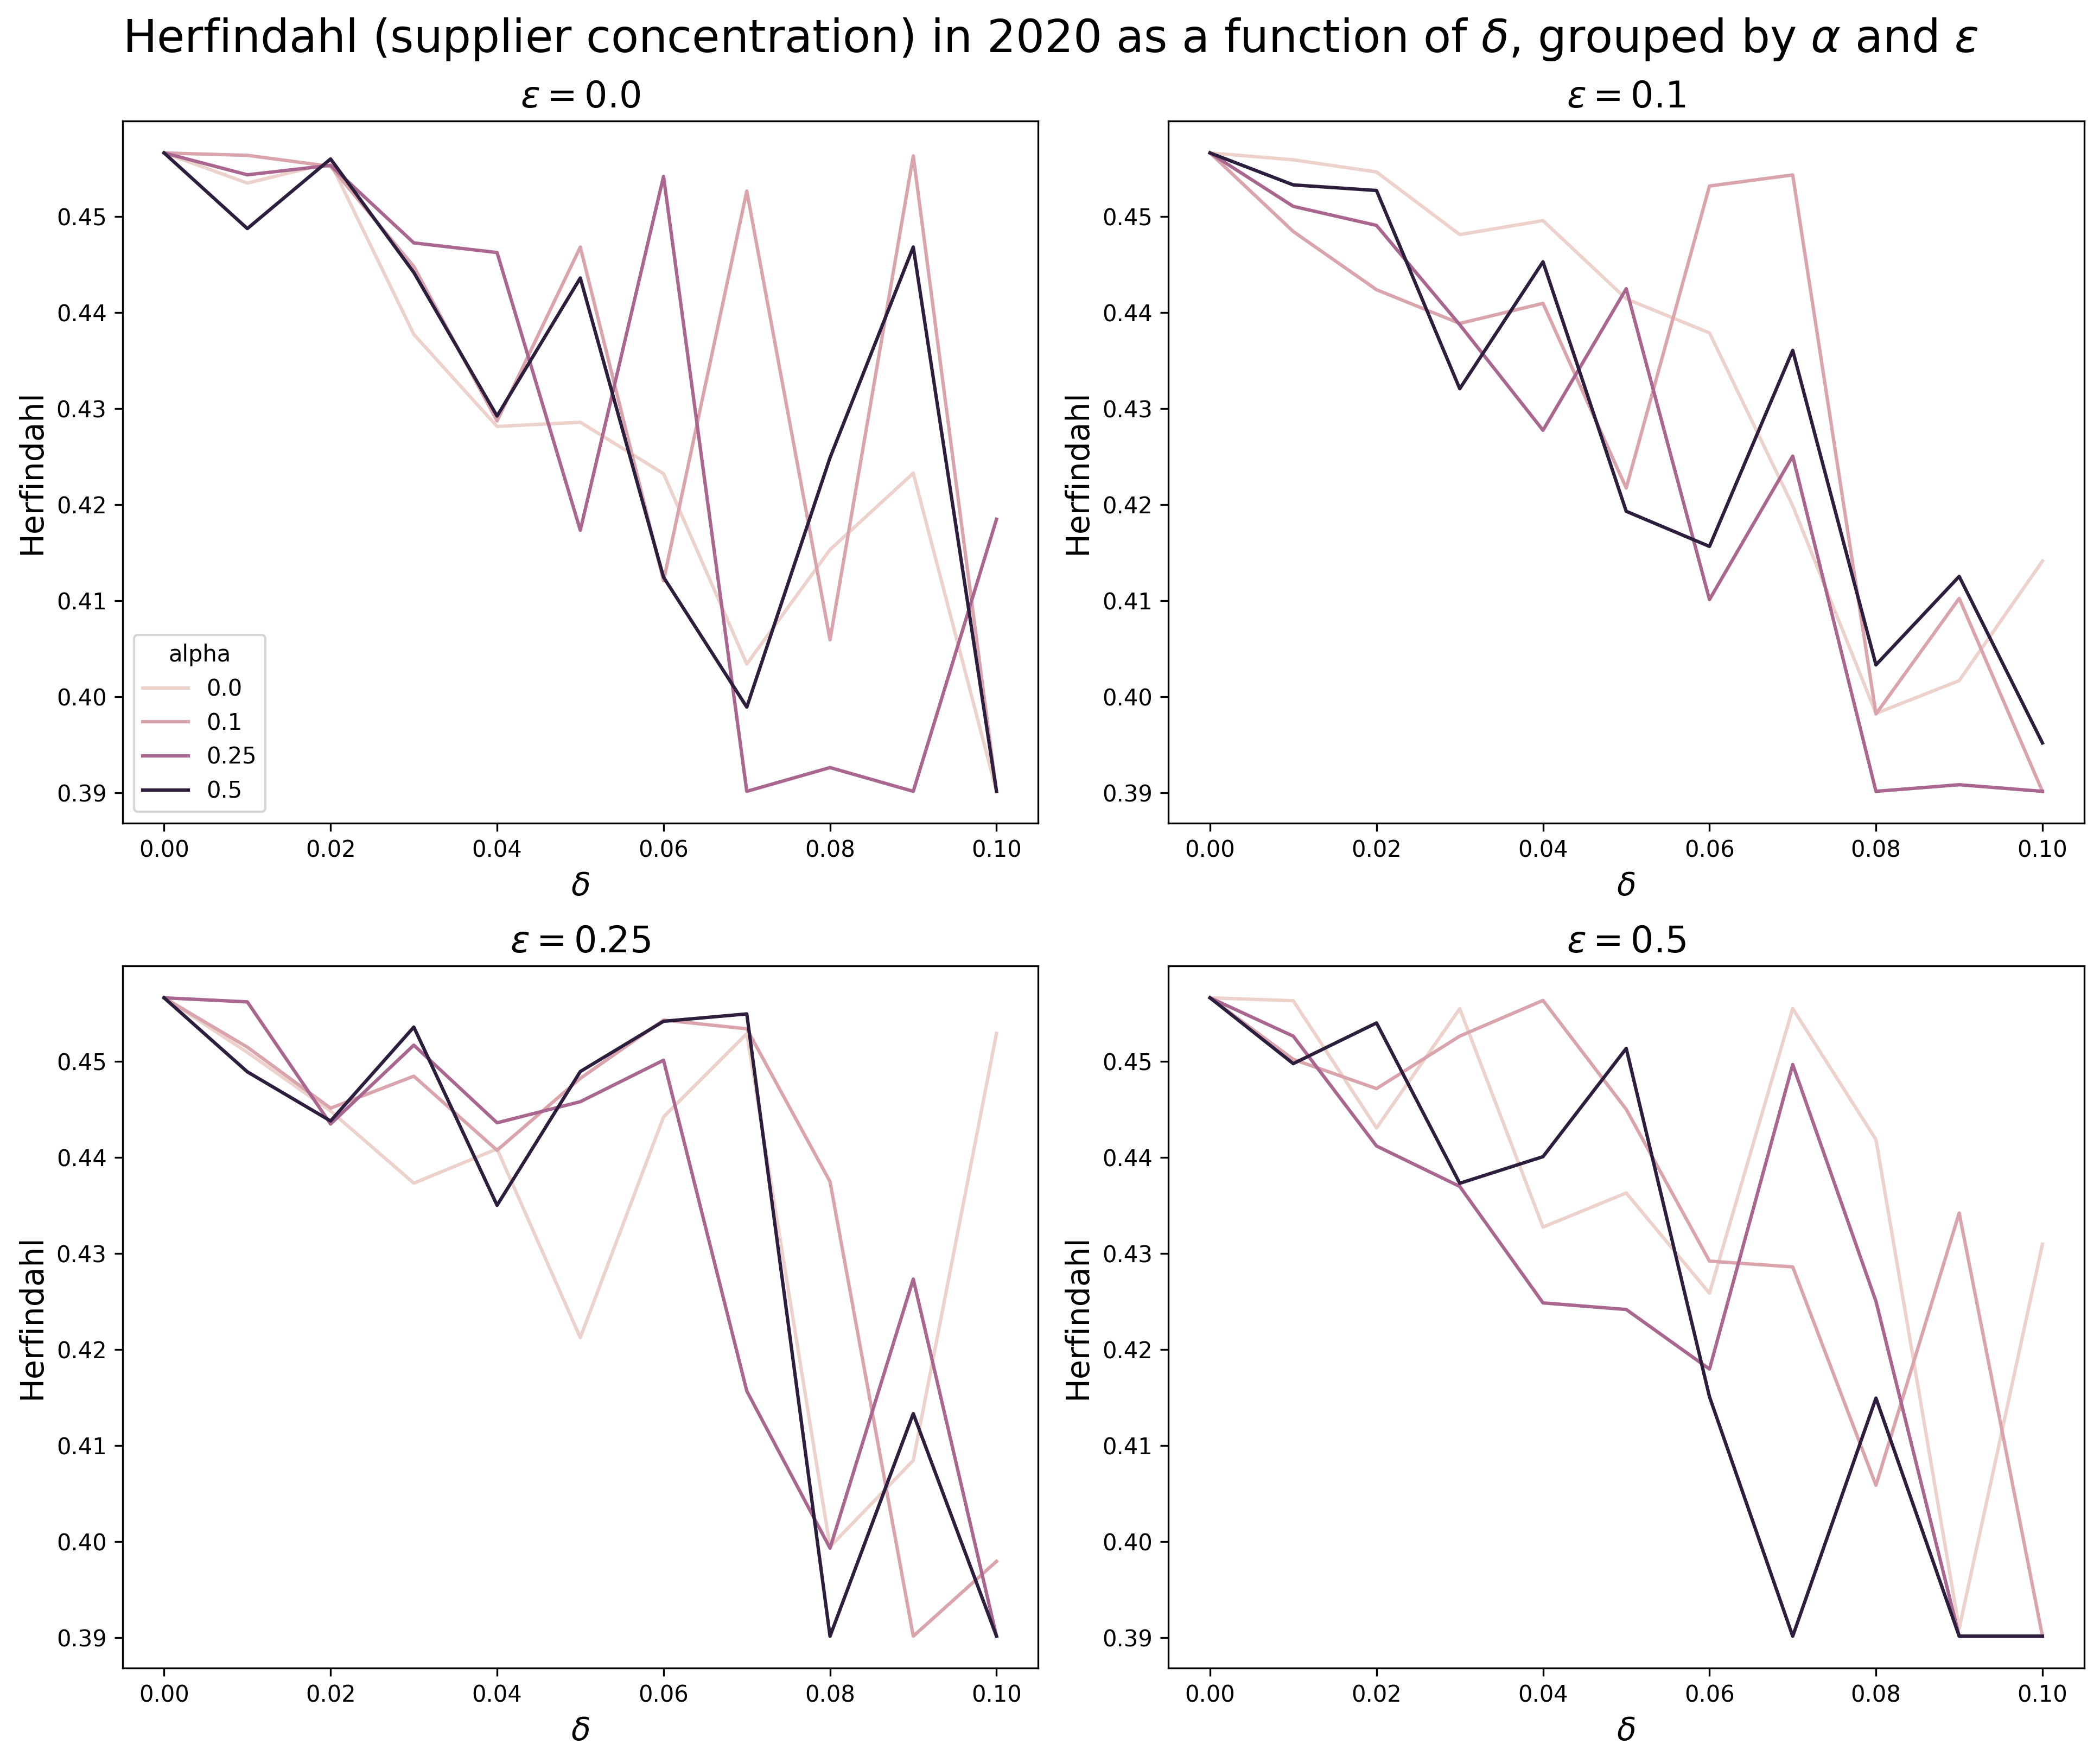 Herfindahl (supplier concentration) in 2020 as a function of δ, grouped by α and ε
ε = 0.0
Herfindahl
0.45
0.44
0.43
0.42
0.41
0.40
0.39
alpha
0.0
0.1
0.25
0.5
0.00 0.02 0.04 0.06 0.08 0.10
δ
ε = 0.1
Herfindahl
0.45
0.44
0.43
0.42
0.41
0.40
0.39
0.00 0.02 0.04 0.06 0.08 0.10
δ
ε = 0.25
Herfindahl
0.45
0.44
0.43
0.42
0.41
0.40
0.39
0.00 0.02 0.04 0.06 0.08 0.10
δ
ε = 0.5
Herfindahl
0.45
0.44
0.43
0.42
0.41
0.40
0.39
0.00 0.02 0.04 0.06 0.08 0.10
δ